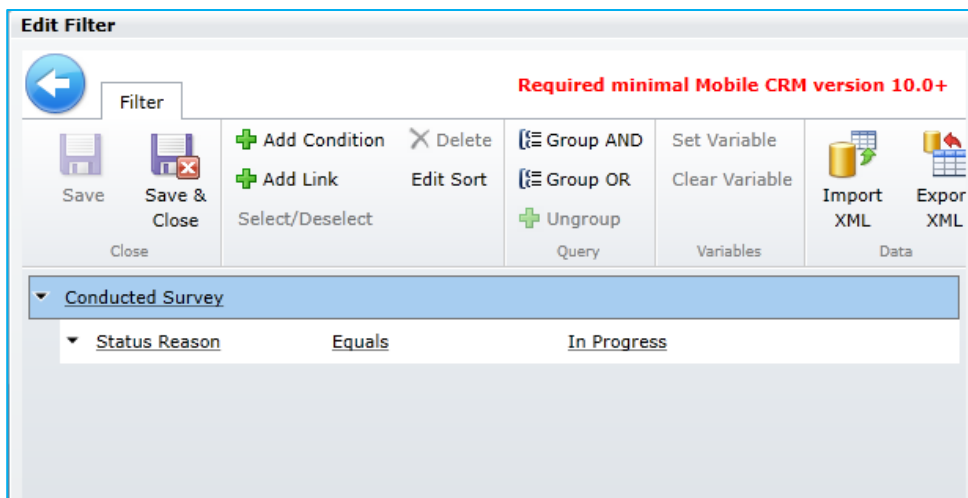 Edit Filter
Filter
Required minimal Mobile CRM version 10.0+
Save
Save & Close
Close
Add Condition
Delete
Add Link
Edit Sort
Select/Deselect
Group AND
Group OR
Ungroup
Query
Set Variable
Clear Variable
Variables
Import XML
Expor XML
Data
Conducted Survey
Status Reason Equals In Progress